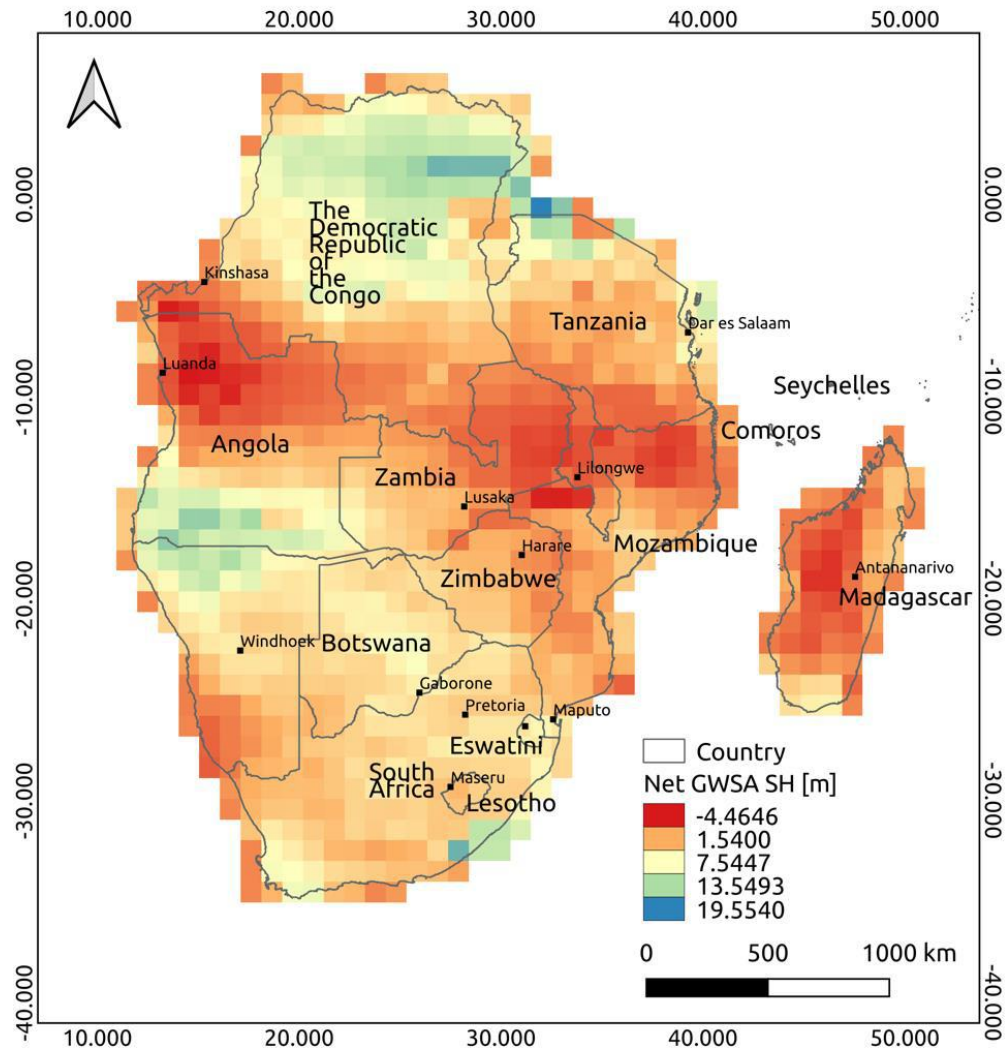 10.000 20.000 30.000 40.000 50.000
0.000
-10.000
-20.000
-30.000
-40.000
The
Democratic
Republic
of
the
Congo
Kinshasa
Tanzania
Dar es Salaam
Luanda
Seychelles
Angola
Comoros
Zambia
Lilongwe
Lusaka
Mozambique
Harare
Zimbabwe
Antananarivo
Madagascar
Windhoek
Botswana
Gaborone
Pretoria
Maputo
Eswatini
South
Africa
Maseru
Lesotho
Country
Net GWSA SH [m]
-4.4646
1.5400
7.5447
13.5493
19.5540
0 500 1000 km
0.000
-10.000
-20.000
-30.000
-40.000
10.000 20.000 30.000 40.000 50.000